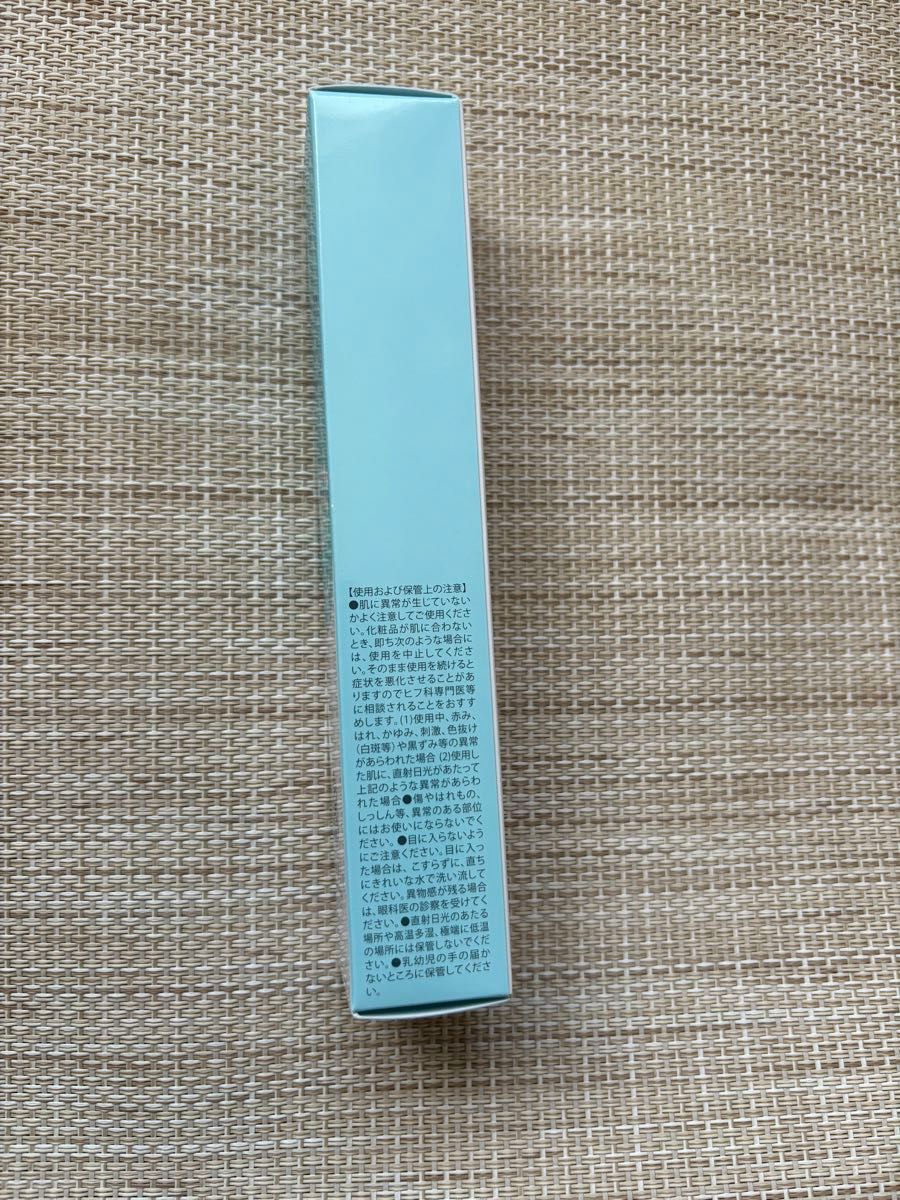 【使用および保管上の注意】
●肌に異常が生じていない
かよく注意してご使用くださ
い。化粧品が肌に合わない
とき、即ち次のような場合に
は、使用を中止してくださ
い。そのまま使用を続けると
症状を悪化させることがあ
りますのでヒフ科専門医等
に相談されることをおすす
めします。(1)使用中、赤み、
はれ、かゆみ、刺激、色抜け
(白斑等)や黒ずみ等の異常
があらわれた場合 (2)使用し
た肌に、直射日光があたって
上記のような異常があらわ
れた場合●傷やはれもの、
しっしん等、異常のある部位
にはお使いにならないでく
ださい。●目に入らないよう
にご注意ください。目に入っ
た場合は、こすらずに、直ち
にきれいな水で洗い流して
ください。異物感が残る場合
は、眼科医の診察を受けてく
ださい。●直射日光のあたる
場所や高温多湿、極端に低温
の場所には保管しないでくだ
さい。●乳幼児の手の届か
ないところに保管してくださ
い。